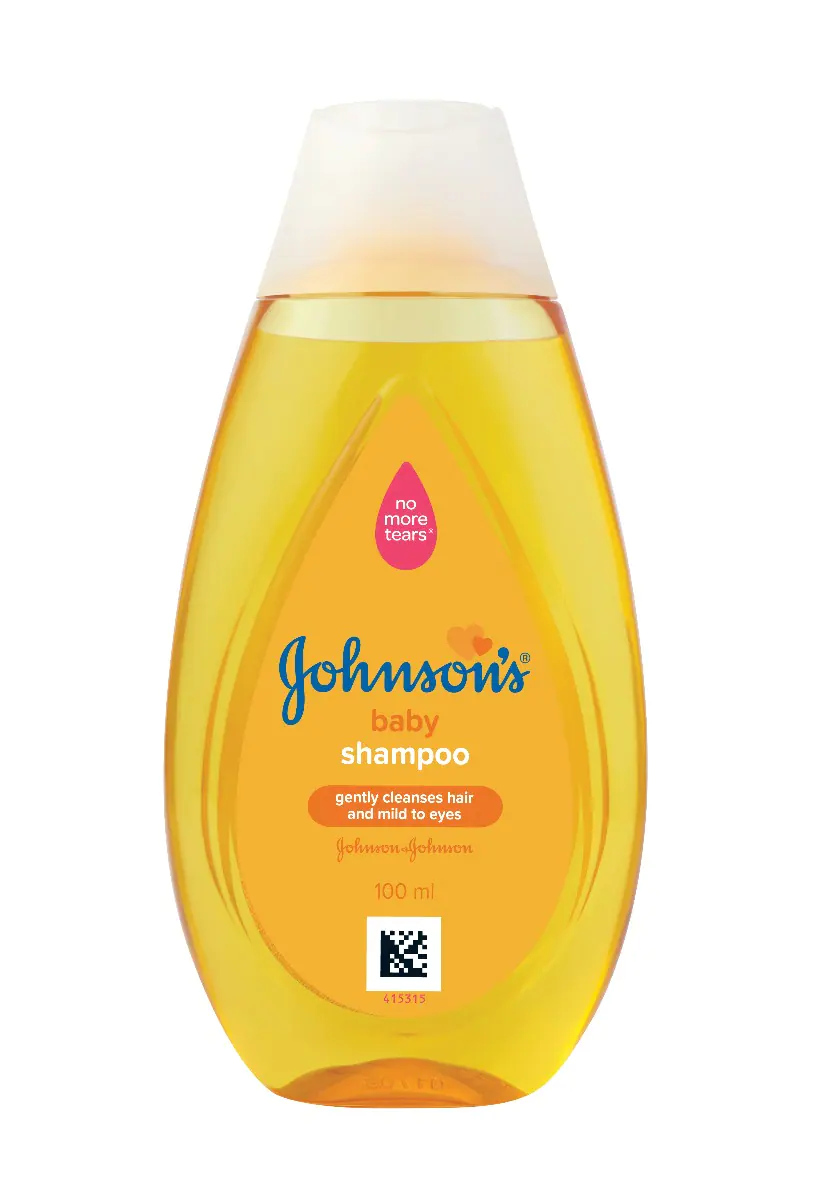 no
more
tears*
Johnson's®
baby
shampoo
gently cleanses hair
and mild to eyes
Johnson & Johnson
100 ml
415315